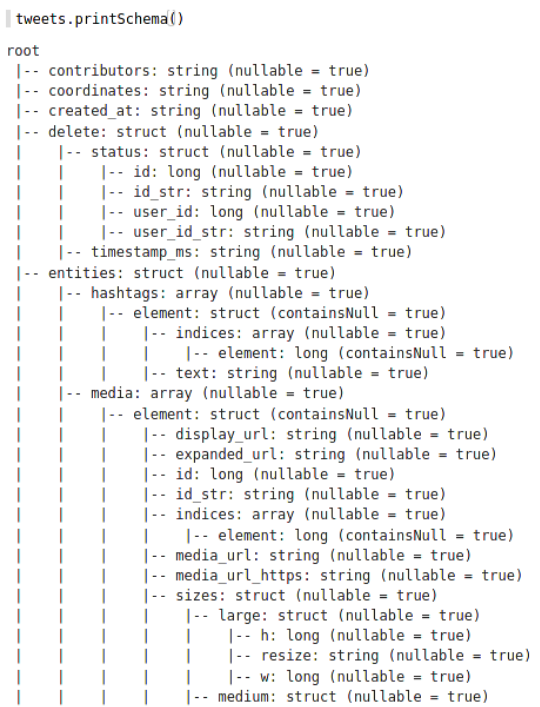 tweets.printSchema()
root
 |-- contributors: string (nullable = true)
 |-- coordinates: string (nullable = true)
 |-- created_at: string (nullable = true)
 |-- delete: struct (nullable = true)
 |    |-- status: struct (nullable = true)
 |    |    |-- id: long (nullable = true)
 |    |    |-- id_str: string (nullable = true)
 |    |    |-- user_id: long (nullable = true)
 |    |    |-- user_id_str: string (nullable = true)
 |    |-- timestamp_ms: string (nullable = true)
 |-- entities: struct (nullable = true)
 |    |-- hashtags: array (nullable = true)
 |    |    |-- element: struct (containsNull = true)
 |    |    |    |-- indices: array (nullable = true)
 |    |    |    |    |-- element: long (containsNull = true)
 |    |    |    |-- text: string (nullable = true)
 |    |-- media: array (nullable = true)
 |    |    |-- element: struct (containsNull = true)
 |    |    |    |-- display_url: string (nullable = true)
 |    |    |    |-- expanded_url: string (nullable = true)
 |    |    |    |-- id: long (nullable = true)
 |    |    |    |-- id_str: string (nullable = true)
 |    |    |    |-- indices: array (nullable = true)
 |    |    |    |    |-- element: long (containsNull = true)
 |    |    |    |-- media_url: string (nullable = true)
 |    |    |    |-- media_url_https: string (nullable = true)
 |    |    |    |-- sizes: struct (nullable = true)
 |    |    |    |    |-- large: struct (nullable = true)
 |    |    |    |    |    |-- h: long (nullable = true)
 |    |    |    |    |    |-- resize: string (nullable = true)
 |    |    |    |    |    |-- w: long (nullable = true)
 |    |    |    |    |-- medium: struct (nullable = true)